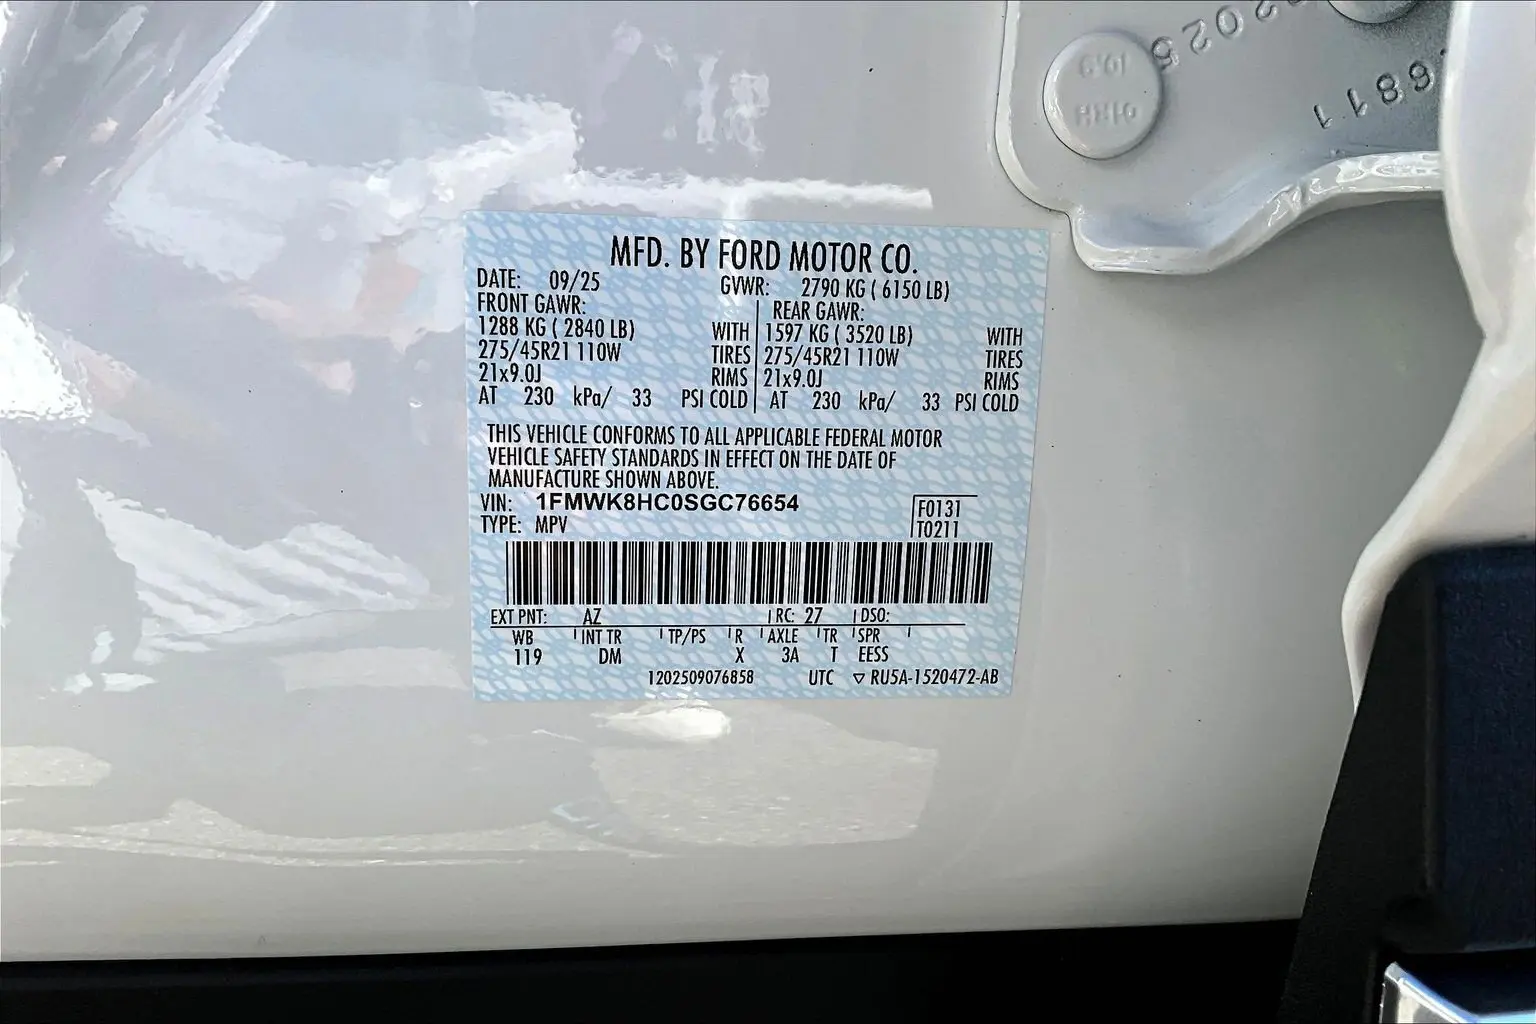 2025
6811
10.9
MFD. BY FORD MOTOR CO.
DATE: 09/25 GVWR: 2790 KG ( 6150 LB)
FRONT GAWR: REAR GAWR:
1288 KG ( 2840 LB) WITH 1597 KG ( 3520 LB) WITH
275/45R21 110W TIRES 275/45R21 110W TIRES
21x9.0J RIMS 21x9.0J RIMS
AT 230 kPa/ 33 PSI COLD AT 230 kPa/ 33 PSI COLD
THIS VEHICLE CONFORMS TO ALL APPLICABLE FEDERAL MOTOR
VEHICLE SAFETY STANDARDS IN EFFECT ON THE DATE OF
MANUFACTURE SHOWN ABOVE.
VIN: 1FMWK8HC0SGC76654 F0131
TYPE: MPV T0211
EXT PNT: AZ RC: 27 DSO:
WB INT TR TP/PS R AXLE TR SPR
119 DM X 3A T EESS
1202509076858 UTC ▽ RU5A-1520472-AB